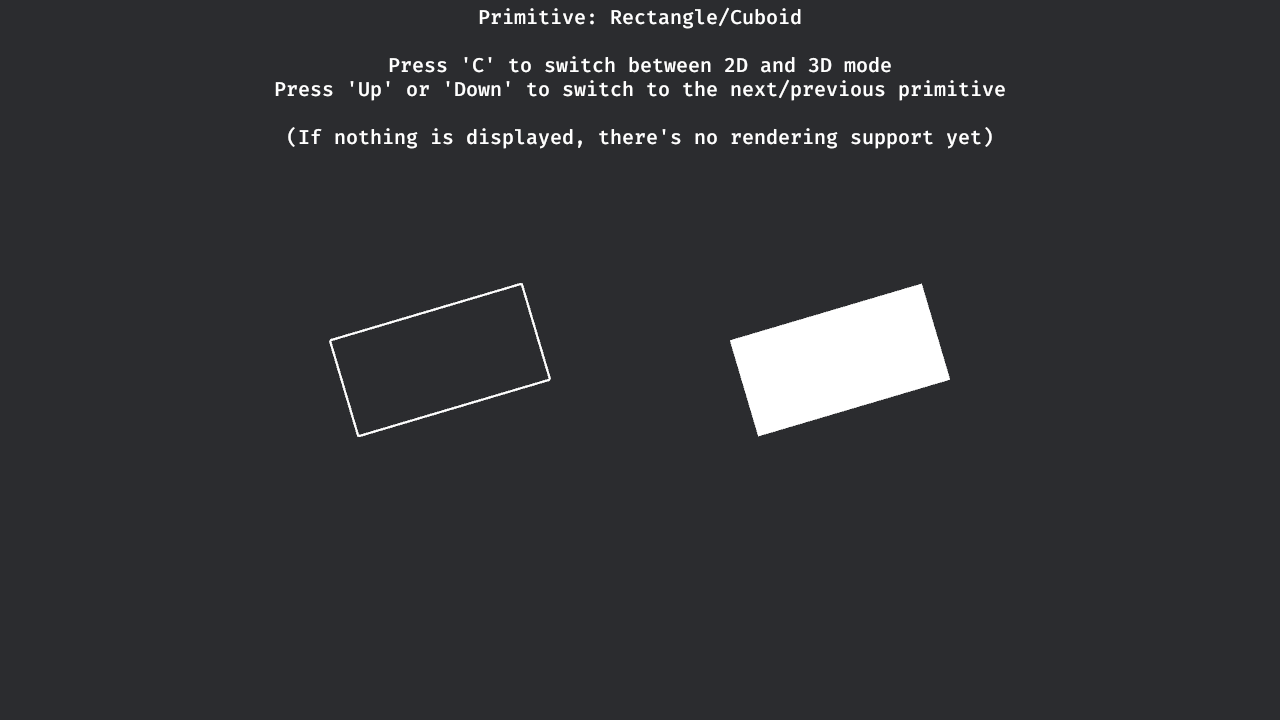 Primitive: Rectangle/Cuboid
Press 'C' to switch between 2D and 3D mode
Press 'Up' or 'Down' to switch to the next/previous primitive
(If nothing is displayed, there's no rendering support yet)